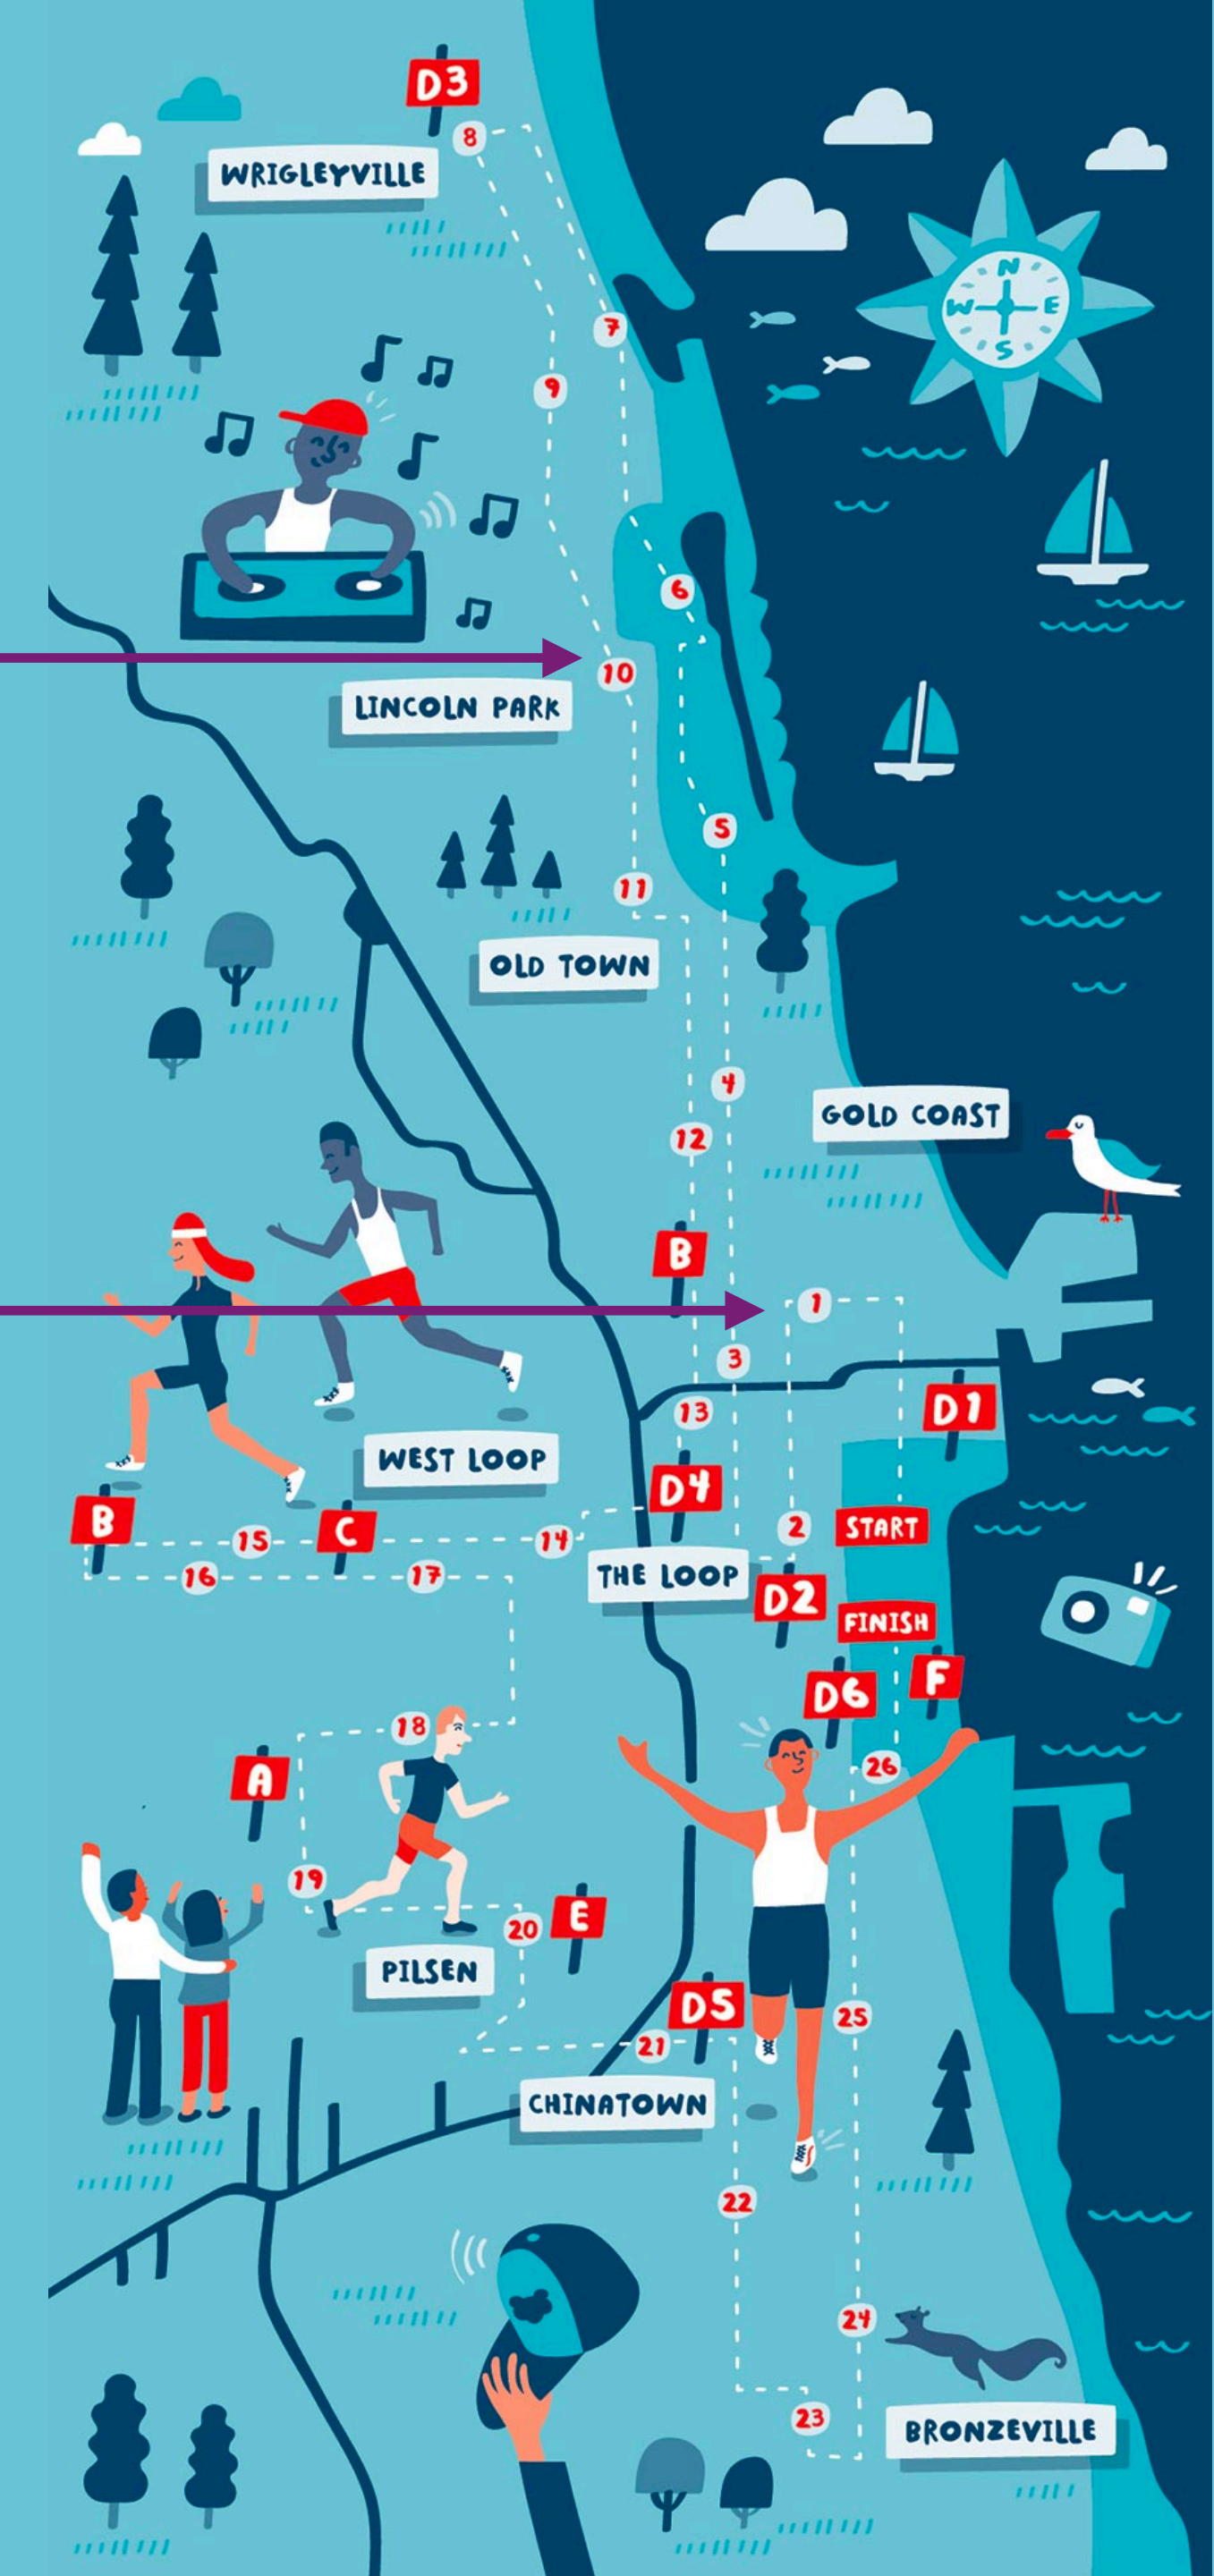 D3
8
WRIGLEYVILLE
N
W E
S
7
9
6
10
LINCOLN PARK
5
11
OLD TOWN
4
GOLD COAST
12
B
1
3
D1
13
WEST LOOP
D4
B
C
15
14
2
START
16
17
THE LOOP
D2
FINISH
F
D6
18
A
26
19
20
E
PILSEN
D5
25
21
CHINATOWN
22
24
23
BRONZEVILLE